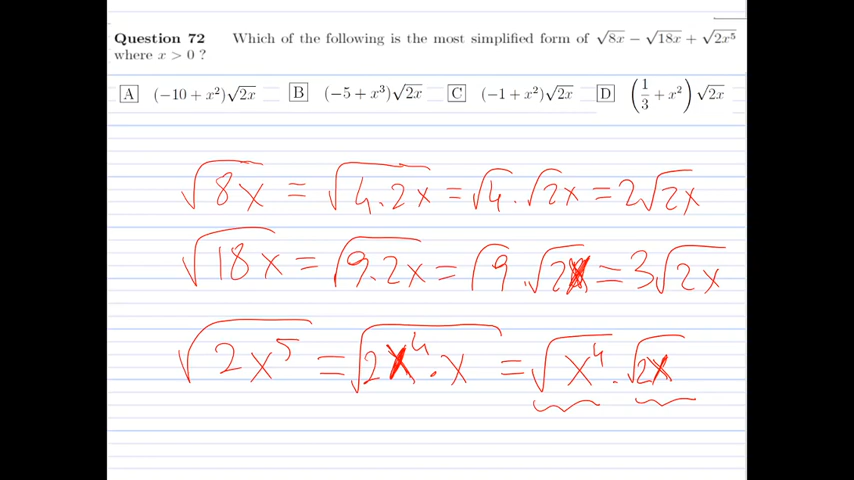 Question 72 Which of the following is the most simplified form of √8x − √18x + √2x⁵
where x > 0 ?
A (−10 + x²)√2x B (−5 + x³)√2x C (−1 + x²)√2x D (1/3 + x²)√2x
√8x = √4.2x = √4 . √2x = 2√2x
√18x = √9.2x = √9 . √2x = 3√2x
√2x⁵ = √2x⁴.x = √x⁴ . √2x